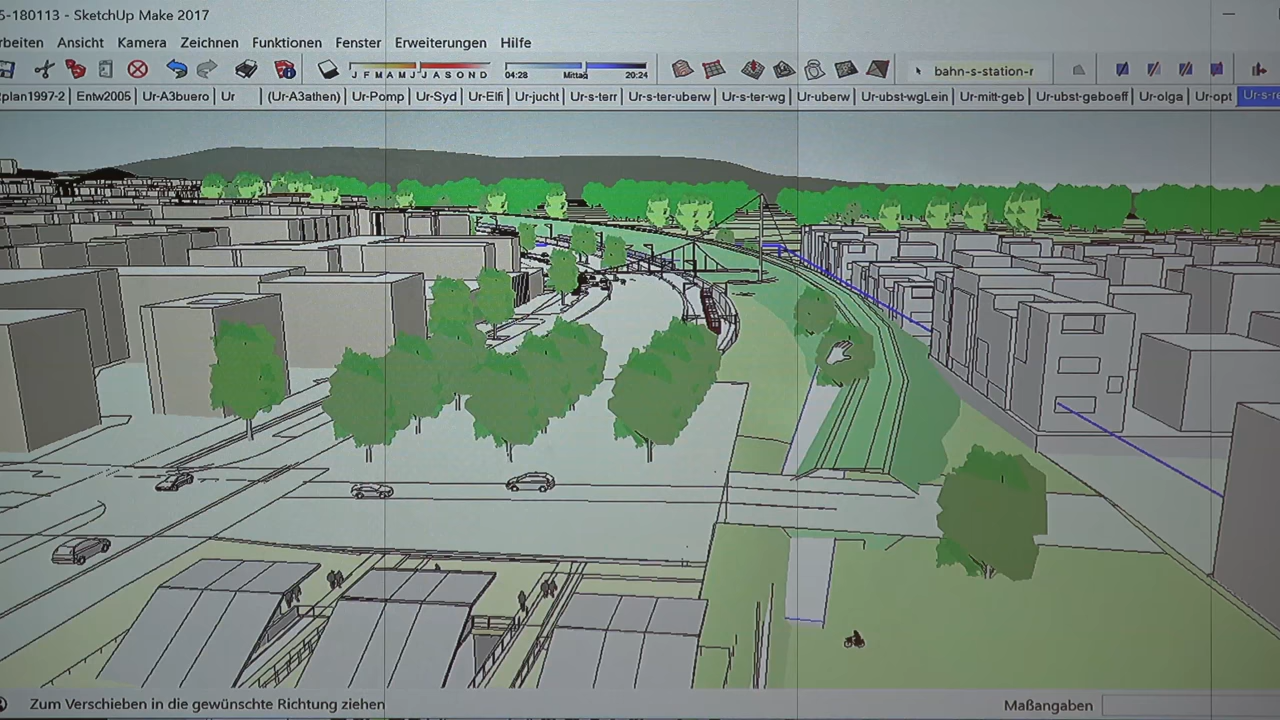 5-180113 - SketchUp Make 2017
rbeiten Ansicht Kamera Zeichnen Funktionen Fenster Erweiterungen Hilfe
J F M A M J J A S O N D 04:28 Mittag 20:24 bahn-s-station-r
plan1997-2 Entw2005 Ur-A3buero Ur (Ur-A3athen) Ur-Pomp Ur-Syd Ur-Elfi Ur-jucht Ur-s-terr Ur-s-ter-uberw Ur-s-ter-wg Ur-uberw Ur-ubst-wgLein Ur-mitt-geb Ur-ubst-geboeff Ur-olga Ur-opt Ur-s-re
Zum Verschieben in die gewünschte Richtung ziehen Maßangaben